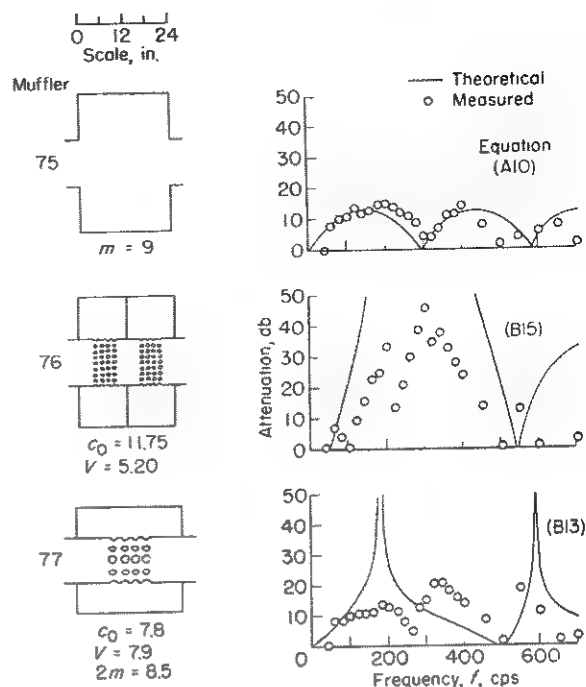 0 12 24
Scale, in.
Muffler
75
m = 9
76
c₀ = 11.75
V = 5.20
77
c₀ = 7.8
V = 7.9
2m = 8.5
Theoretical
Measured
Equation
(A10)
50
40
30
20
10
0
(B15)
50
40
30
20
10
0
Attenuation, db
(B13)
50
40
30
20
10
0
200 400 600
Frequency, f, cps